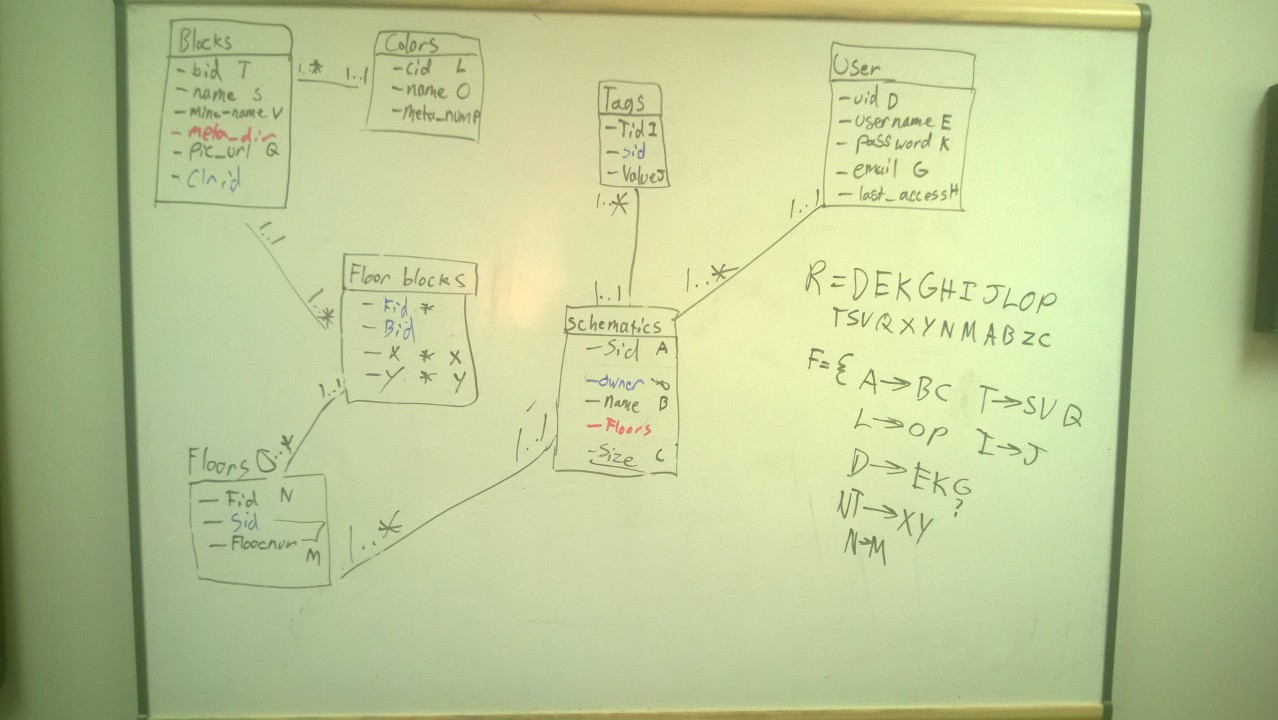 Blocks
- bid T
- name S
- mine-name V
- meta_dir
- pic_url Q
1..* 1..1
Colors
- cid L
- name O
- meta_num P
Tags
- Tid I
- sid
- Value J
1..*
1..1
User
- uid D
- username E
- password K
- email G
- last_access H
1..1
1..*
1..1
1..*
Floor blocks
- Fid *
- Bid
- X * X
- Y * Y
1..1
0..*
Floors
- Fid N
- Sid
- Floornum M
1..*
1..1
Schematics
- Sid A
- owner
- name B
- Floors
- Size C
R = DEKGHIJLOP
TSVQXYNMABZC
F = { A → BC T → SVQ
L → OP I → J
D → EKG
?
NT → XY
N → M